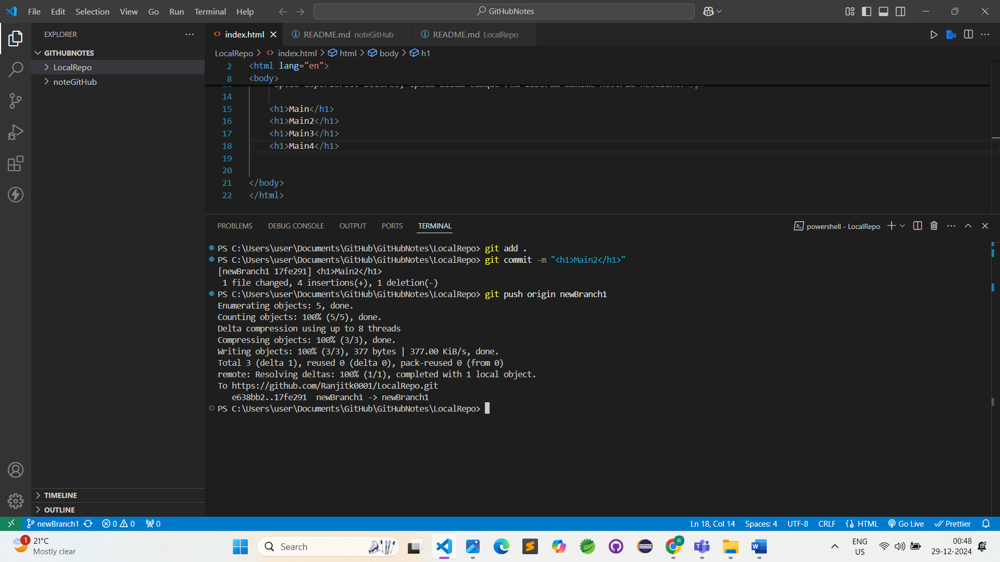 File Edit Selection View Go Run Terminal Help
GitHubNotes
EXPLORER
index.html
README.md noteGitHub
README.md LocalRepo
GITHUBNOTES
LocalRepo
noteGitHub
LocalRepo > index.html > html > body > h1
2 <html lang="en">
8 <body>
14
15 <h1>Main</h1>
16 <h1>Main2</h1>
17 <h1>Main3</h1>
18 <h1>Main4</h1>
19
20
21 </body>
22 </html>
PROBLEMS DEBUG CONSOLE OUTPUT PORTS TERMINAL
powershell - LocalRepo
PS C:\Users\user\Documents\GitHub\GitHubNotes\LocalRepo> git add .
PS C:\Users\user\Documents\GitHub\GitHubNotes\LocalRepo> git commit -m "<h1>Main2</h1>"
[newBranch1 17fe291] <h1>Main2</h1>
1 file changed, 4 insertions(+), 1 deletion(-)
PS C:\Users\user\Documents\GitHub\GitHubNotes\LocalRepo> git push origin newBranch1
Enumerating objects: 5, done.
Counting objects: 100% (5/5), done.
Delta compression using up to 8 threads
Compressing objects: 100% (3/3), done.
Writing objects: 100% (3/3), 377 bytes | 377.00 KiB/s, done.
Total 3 (delta 1), reused 0 (delta 0), pack-reused 0 (from 0)
remote: Resolving deltas: 100% (1/1), completed with 1 local object.
To https://github.com/Ranjitk0001/LocalRepo.git
e638bb2..17fe291 newBranch1 -> newBranch1
PS C:\Users\user\Documents\GitHub\GitHubNotes\LocalRepo>
TIMELINE
OUTLINE
newBranch1 0 0 0
Ln 18, Col 14 Spaces: 4 UTF-8 CRLF {} HTML Go Live Prettier
1
21°C
Mostly clear
Search
R
ENG
US
00:48
29-12-2024